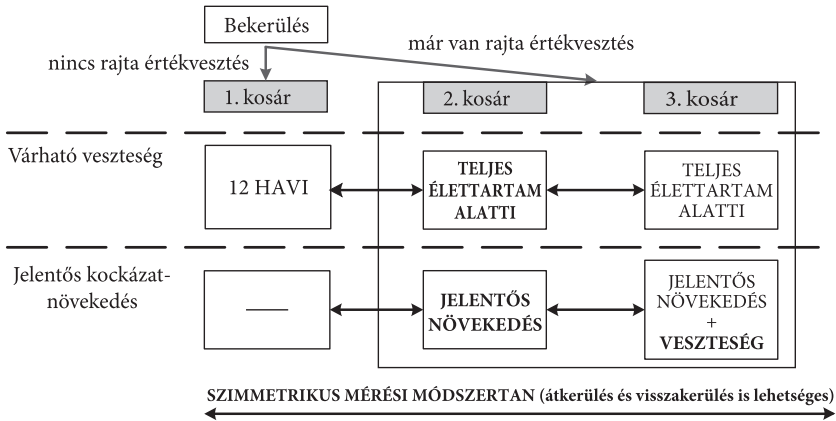 Bekerülés
már van rajta értékvesztés
nincs rajta értékvesztés
1. kosár
2. kosár
3. kosár
Várható veszteség
12 HAVI
TELJES
ÉLETTARTAM
ALATTI
TELJES
ÉLETTARTAM
ALATTI
Jelentős kockázat-
növekedés
JELENTŐS
NÖVEKEDÉS
JELENTŐS
NÖVEKEDÉS
+
VESZTESÉG
SZIMMETRIKUS MÉRÉSI MÓDSZERTAN (átkerülés és visszakerülés is lehetséges)